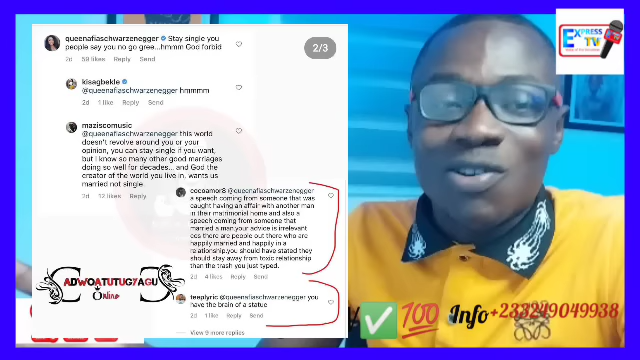 queenafiaschwarzenegger Stay single you
people say you no go gree...hmmm God forbid
2d 59 likes Reply Send
2/3
kisagbekle
@queenafiaschwarzenegger hmmmm
2d 1 like Reply Send
maziscomusic
@queenafiaschwarzenegger this world
doesn't revolve around you or your
opinion, you can stay single if you want,
but I know so many other good marriages
doing so well for decades... and God the
creator of the world you live in, wants us
married not single
2d 12 likes Reply
cocoamor8 @queenafiaschwarzenegger
a speech coming from someone that was
caught having an affair with another man
in their matrimonial home and also a
speech coming from someone that
married a man.your advice is irrelevant
cos there are people out there who are
happily married and happily in a
relationship.you should have stated they
should stay away from toxic relationship
than the trash you just typed.
2d 4 likes Reply Send
teeplyric @queenafiaschwarzenegger you
have the brain of a statue
2d 1 like Reply Send
View 9 more replies
ADWOATUTUGYAGU
Online
EXPRESS
TV
100 Info+233249049938